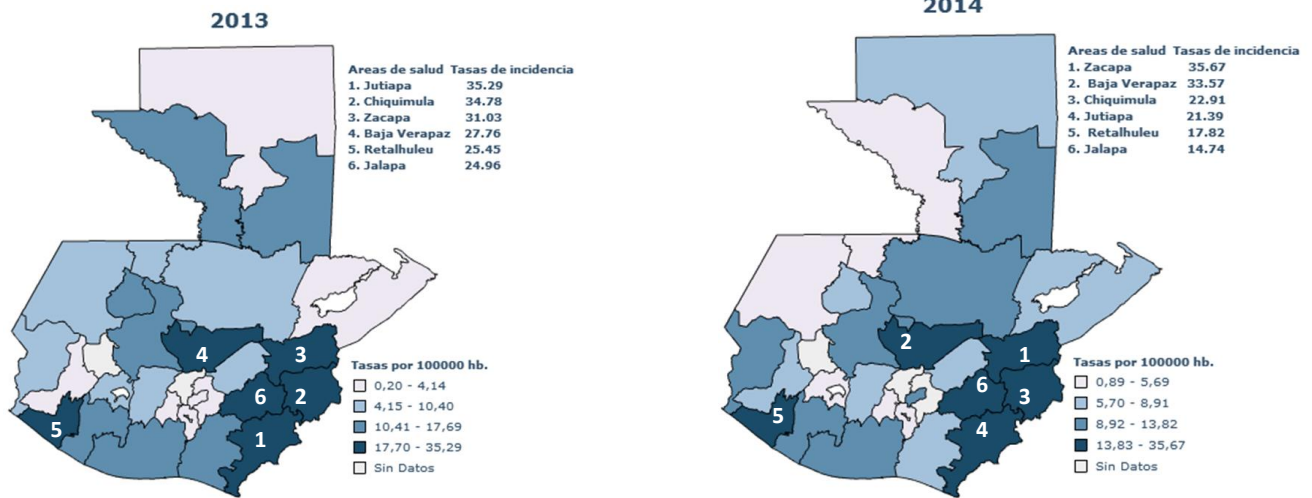 2013
Areas de salud Tasas de incidencia
1. Jutiapa 35.29
2. Chiquimula 34.78
3. Zacapa 31.03
4. Baja Verapaz 27.76
5. Retalhuleu 25.45
6. Jalapa 24.96
4
3
6
2
5
1
Tasas por 100000 hb.
0,20 - 4,14
4,15 - 10,40
10,41 - 17,69
17,70 - 35,29
Sin Datos
2014
Areas de salud Tasas de incidencia
1. Zacapa 35.67
2. Baja Verapaz 33.57
3. Chiquimula 22.91
4. Jutiapa 21.39
5. Retalhuleu 17.82
6. Jalapa 14.74
2
1
6
3
5
4
Tasas por 100000 hb.
0,89 - 5,69
5,70 - 8,91
8,92 - 13,82
13,83 - 35,67
Sin Datos